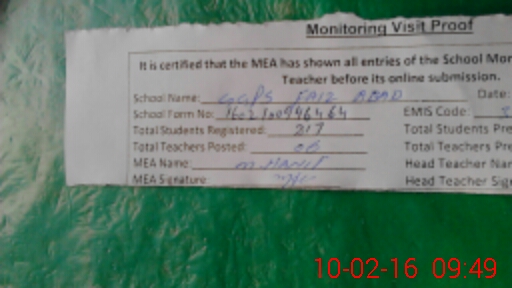 Monitoring Visit Proof
It is certified that the MEA has shown all entries of the School Mor
Teacher before its online submission.
School Name: GGPS FAIZ ABAD Date:
School Form No: EMIS Code: 3
Total Students Registered: 217 Total Students Pre
Total Teachers Posted: 06 Total Teachers Pre
MEA Name: M HANIF Head Teacher Nar
MEA Signature: Head Teacher Sig
10-02-16 09:49